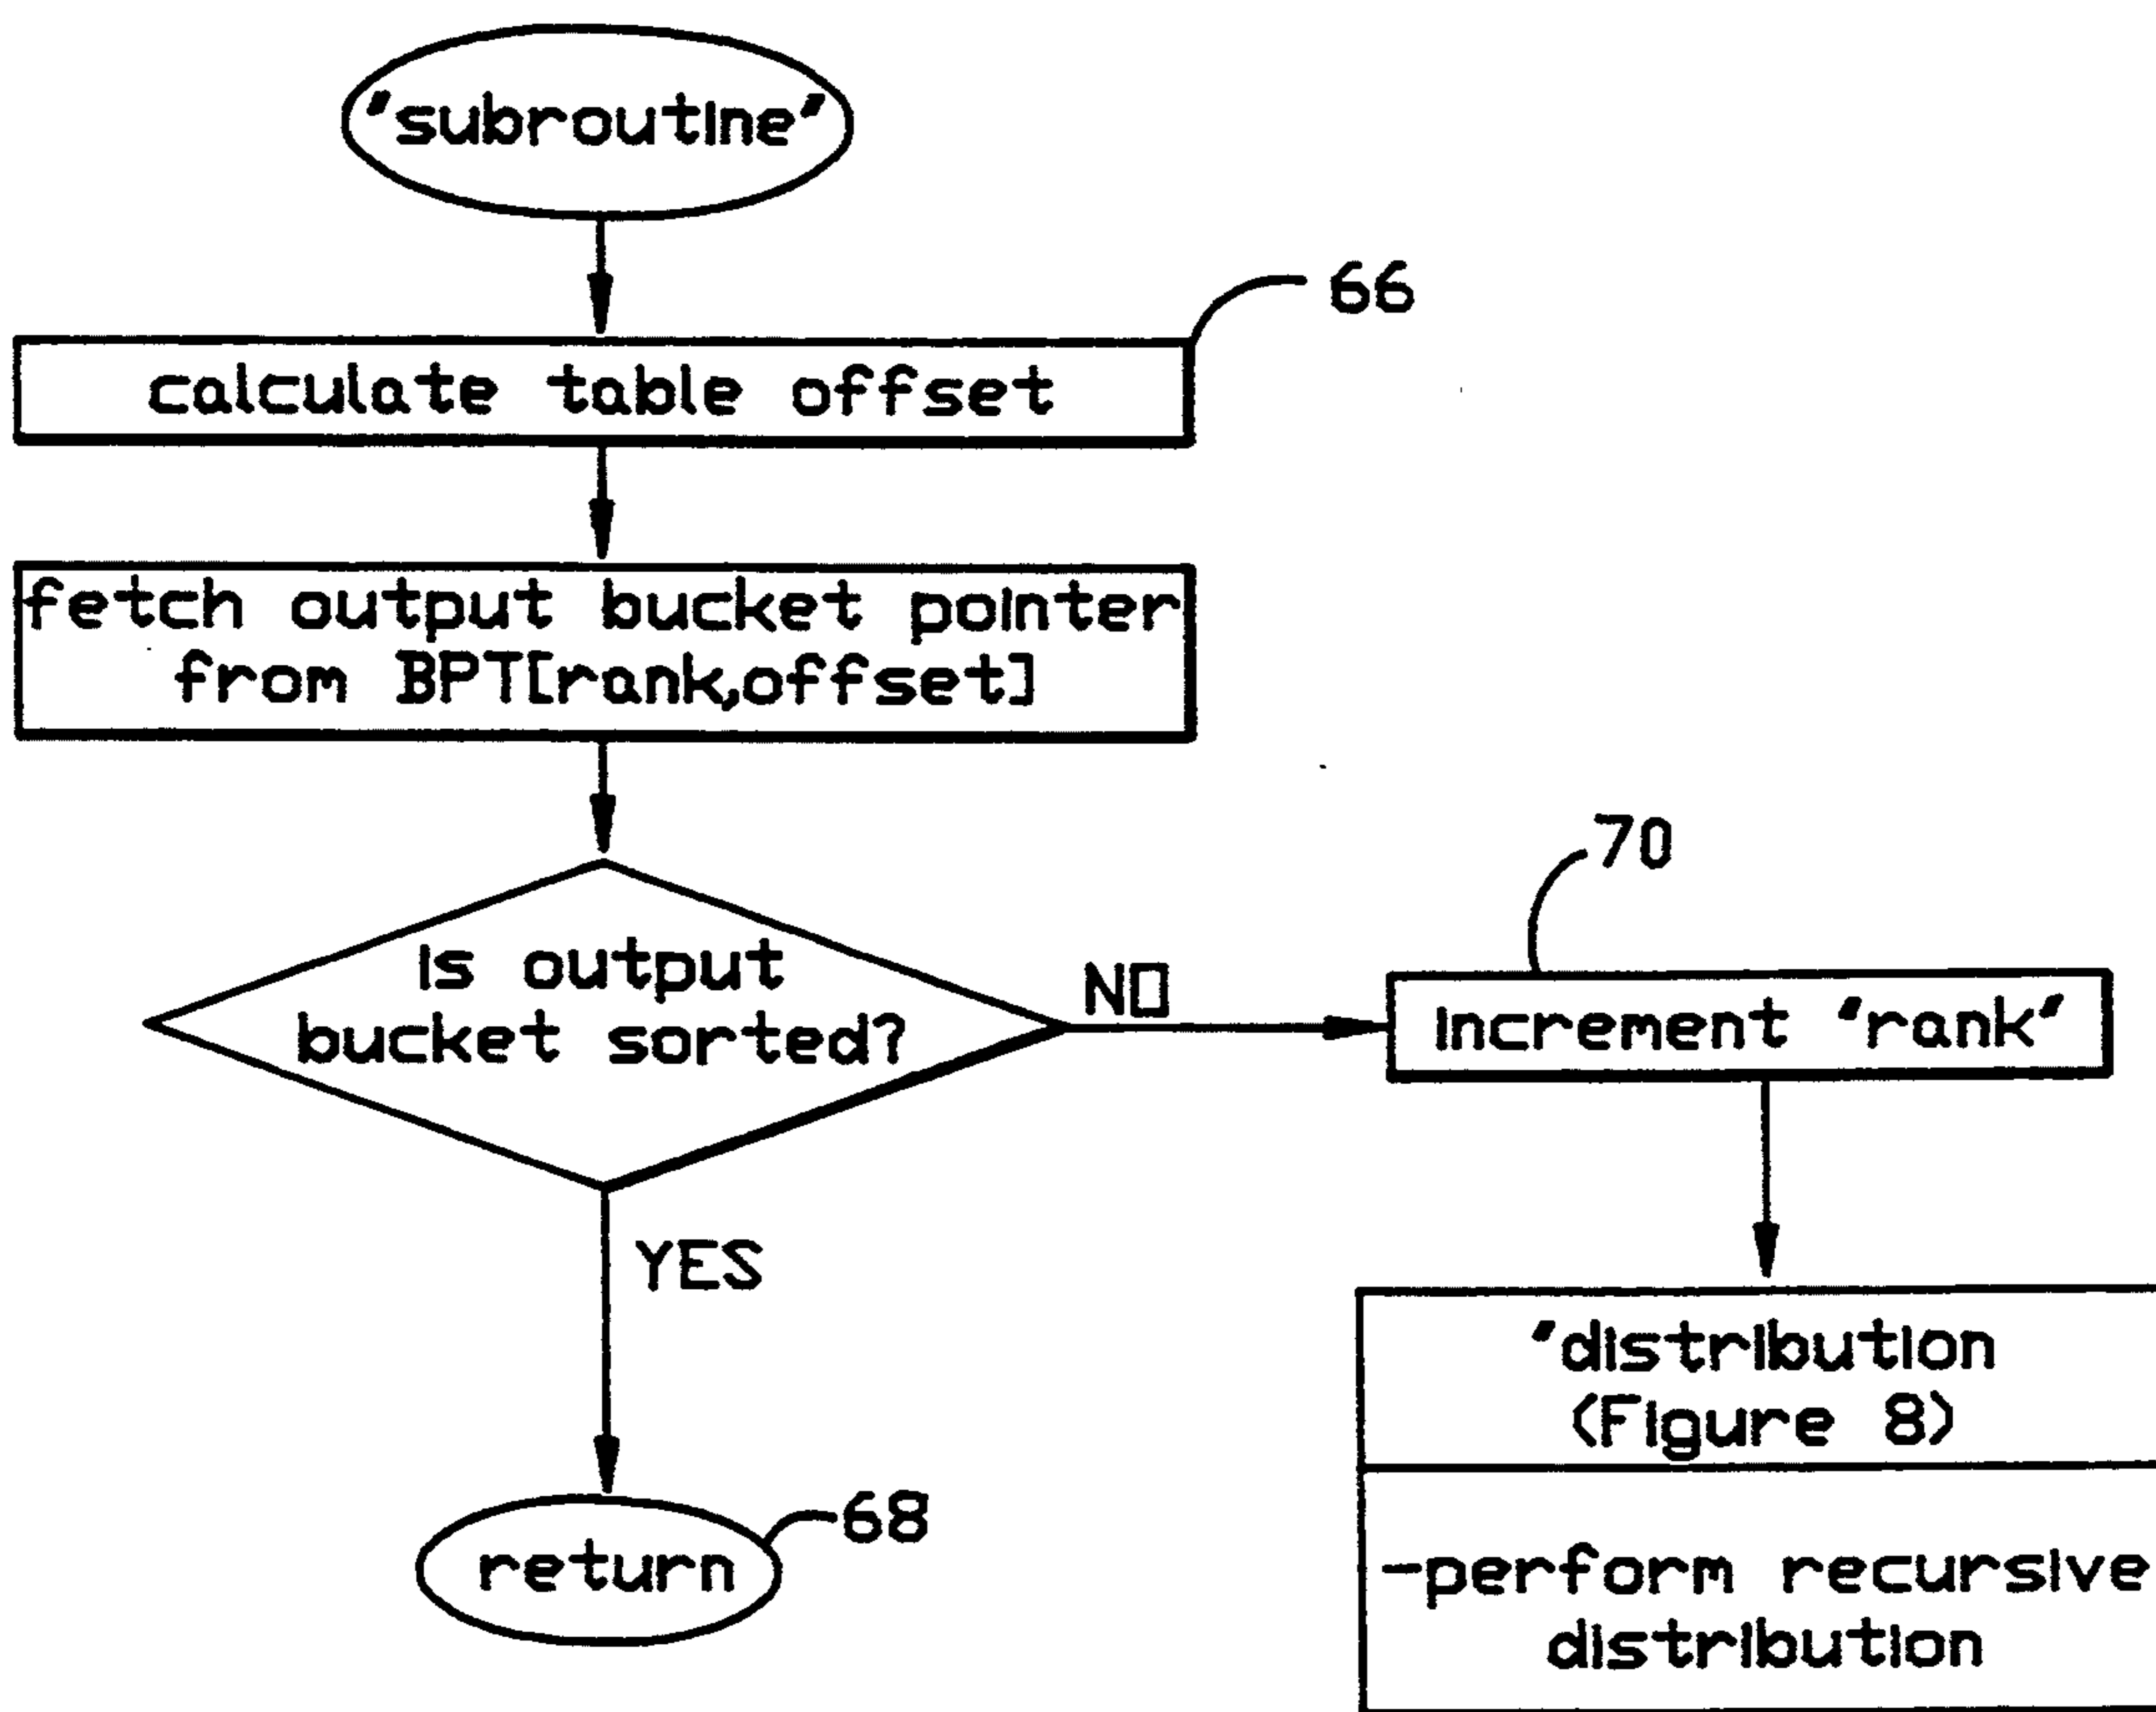 "subroutine"
66
calculate table offset
fetch output bucket pointer
from BPT[rank,offset]
is output
bucket sorted?
NO
70
increment "rank"
YES
"distribution
(Figure 8)
-perform recursive
distribution
return
68